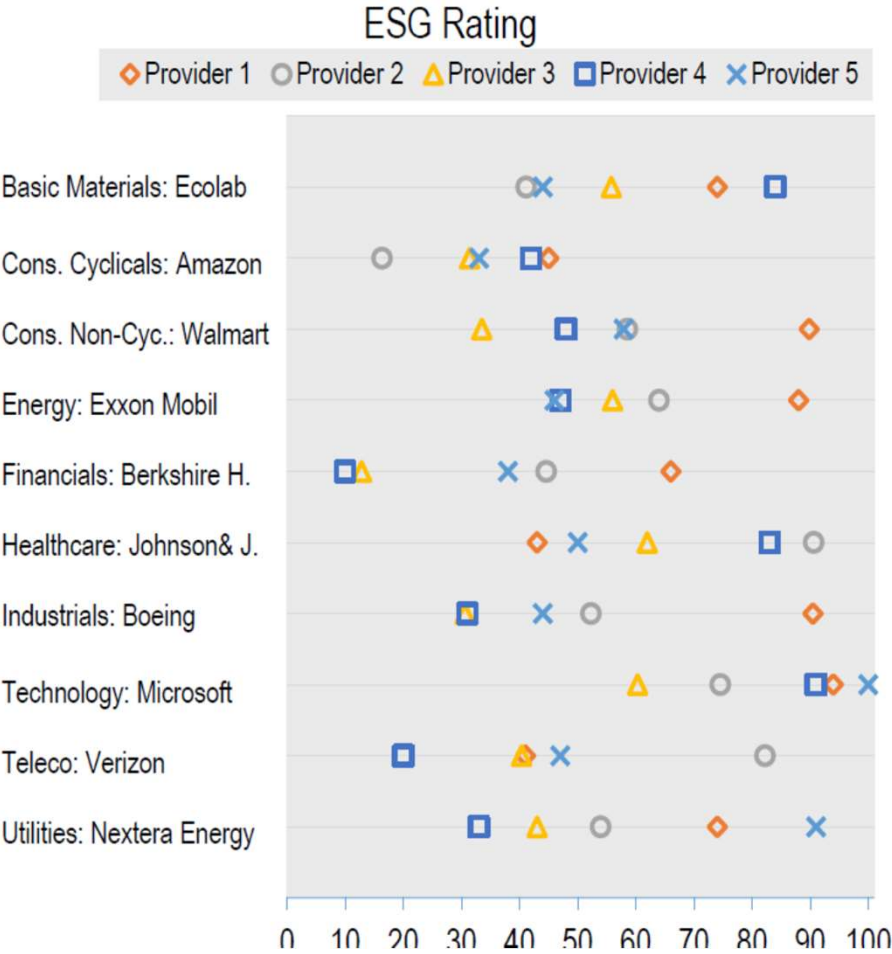 ESG Rating
Provider 1 Provider 2 Provider 3 Provider 4 Provider 5
Basic Materials: Ecolab
Cons. Cyclicals: Amazon
Cons. Non-Cyc.: Walmart
Energy: Exxon Mobil
Financials: Berkshire H.
Healthcare: Johnson& J.
Industrials: Boeing
Technology: Microsoft
Teleco: Verizon
Utilities: Nextera Energy
0 10 20 30 40 50 60 70 80 90 100